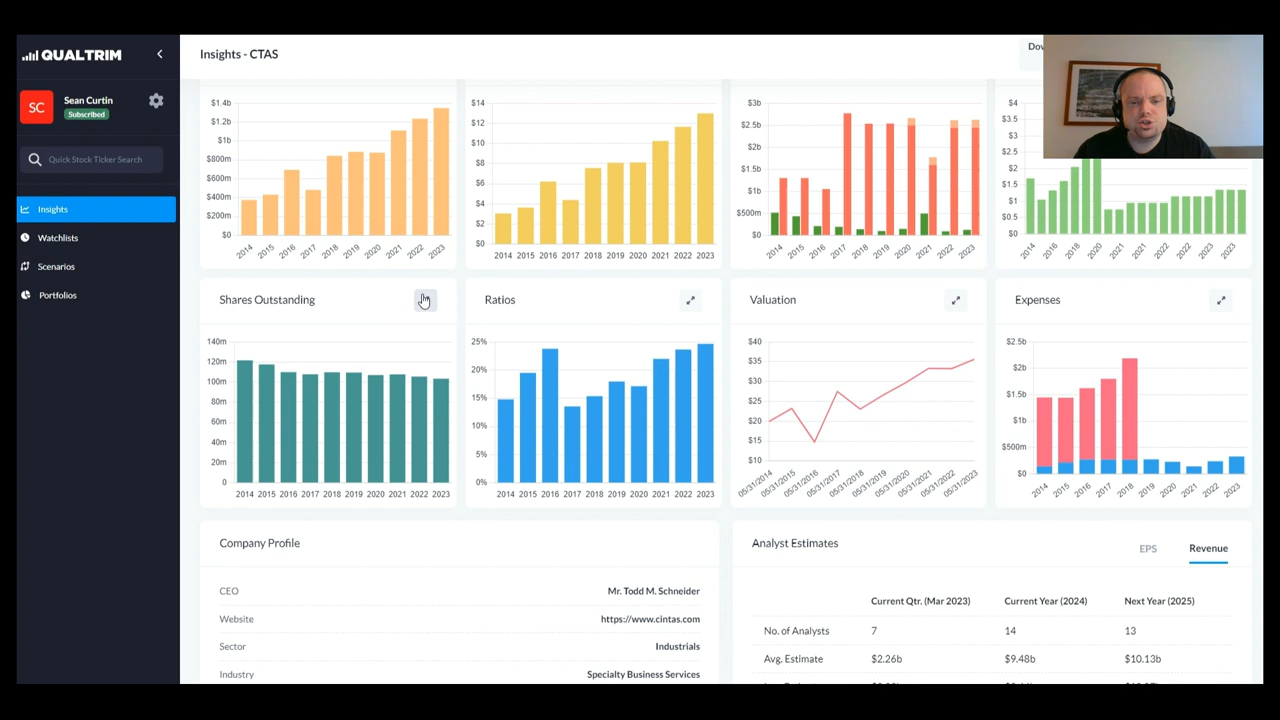 QUALTRIM
Insights - CTAS
Dow
SC
Sean Curtin
Subscribed
Quick Stock Ticker Search
Insights
Watchlists
Scenarios
Portfolios
$1.4b
$1.2b
$1b
$800m
$600m
$400m
$200m
$0
2014 2015 2016 2017 2018 2019 2020 2021 2022 2023
$14
$12
$10
$8
$6
$4
$2
$0
2014 2015 2016 2017 2018 2019 2020 2021 2022 2023
$3b
$2.5b
$2b
$1.5b
$1b
$500m
$0
2014 2015 2016 2017 2018 2019 2020 2021 2022 2023
$4
$3.5
$3
$2.5
$2
$1.5
$1
$0.5
$0
2014 2016 2017 2018 2020 2021 2021 2022 2022 2023
Shares Outstanding
140m
120m
100m
80m
60m
40m
20m
0
2014 2015 2016 2017 2018 2019 2020 2021 2022 2023
Ratios
25%
20%
15%
10%
5%
0%
2014 2015 2016 2017 2018 2019 2020 2021 2022 2023
Valuation
$40
$35
$30
$25
$20
$15
$10
05/31/2014 05/31/2015 05/31/2016 05/31/2017 05/31/2018 05/31/2019 05/31/2020 05/31/2021 05/31/2022 05/31/2023
Expenses
$2.5b
$2b
$1.5b
$1b
$500m
$0
2014 2015 2016 2017 2018 2019 2020 2021 2022 2023
Company Profile
CEO Mr. Todd M. Schneider
Website https://www.cintas.com
Sector Industrials
Industry Specialty Business Services
Analyst Estimates
EPS Revenue
Current Qtr. (Mar 2023) Current Year (2024) Next Year (2025)
No. of Analysts 7 14 13
Avg. Estimate $2.26b $9.48b $10.13b